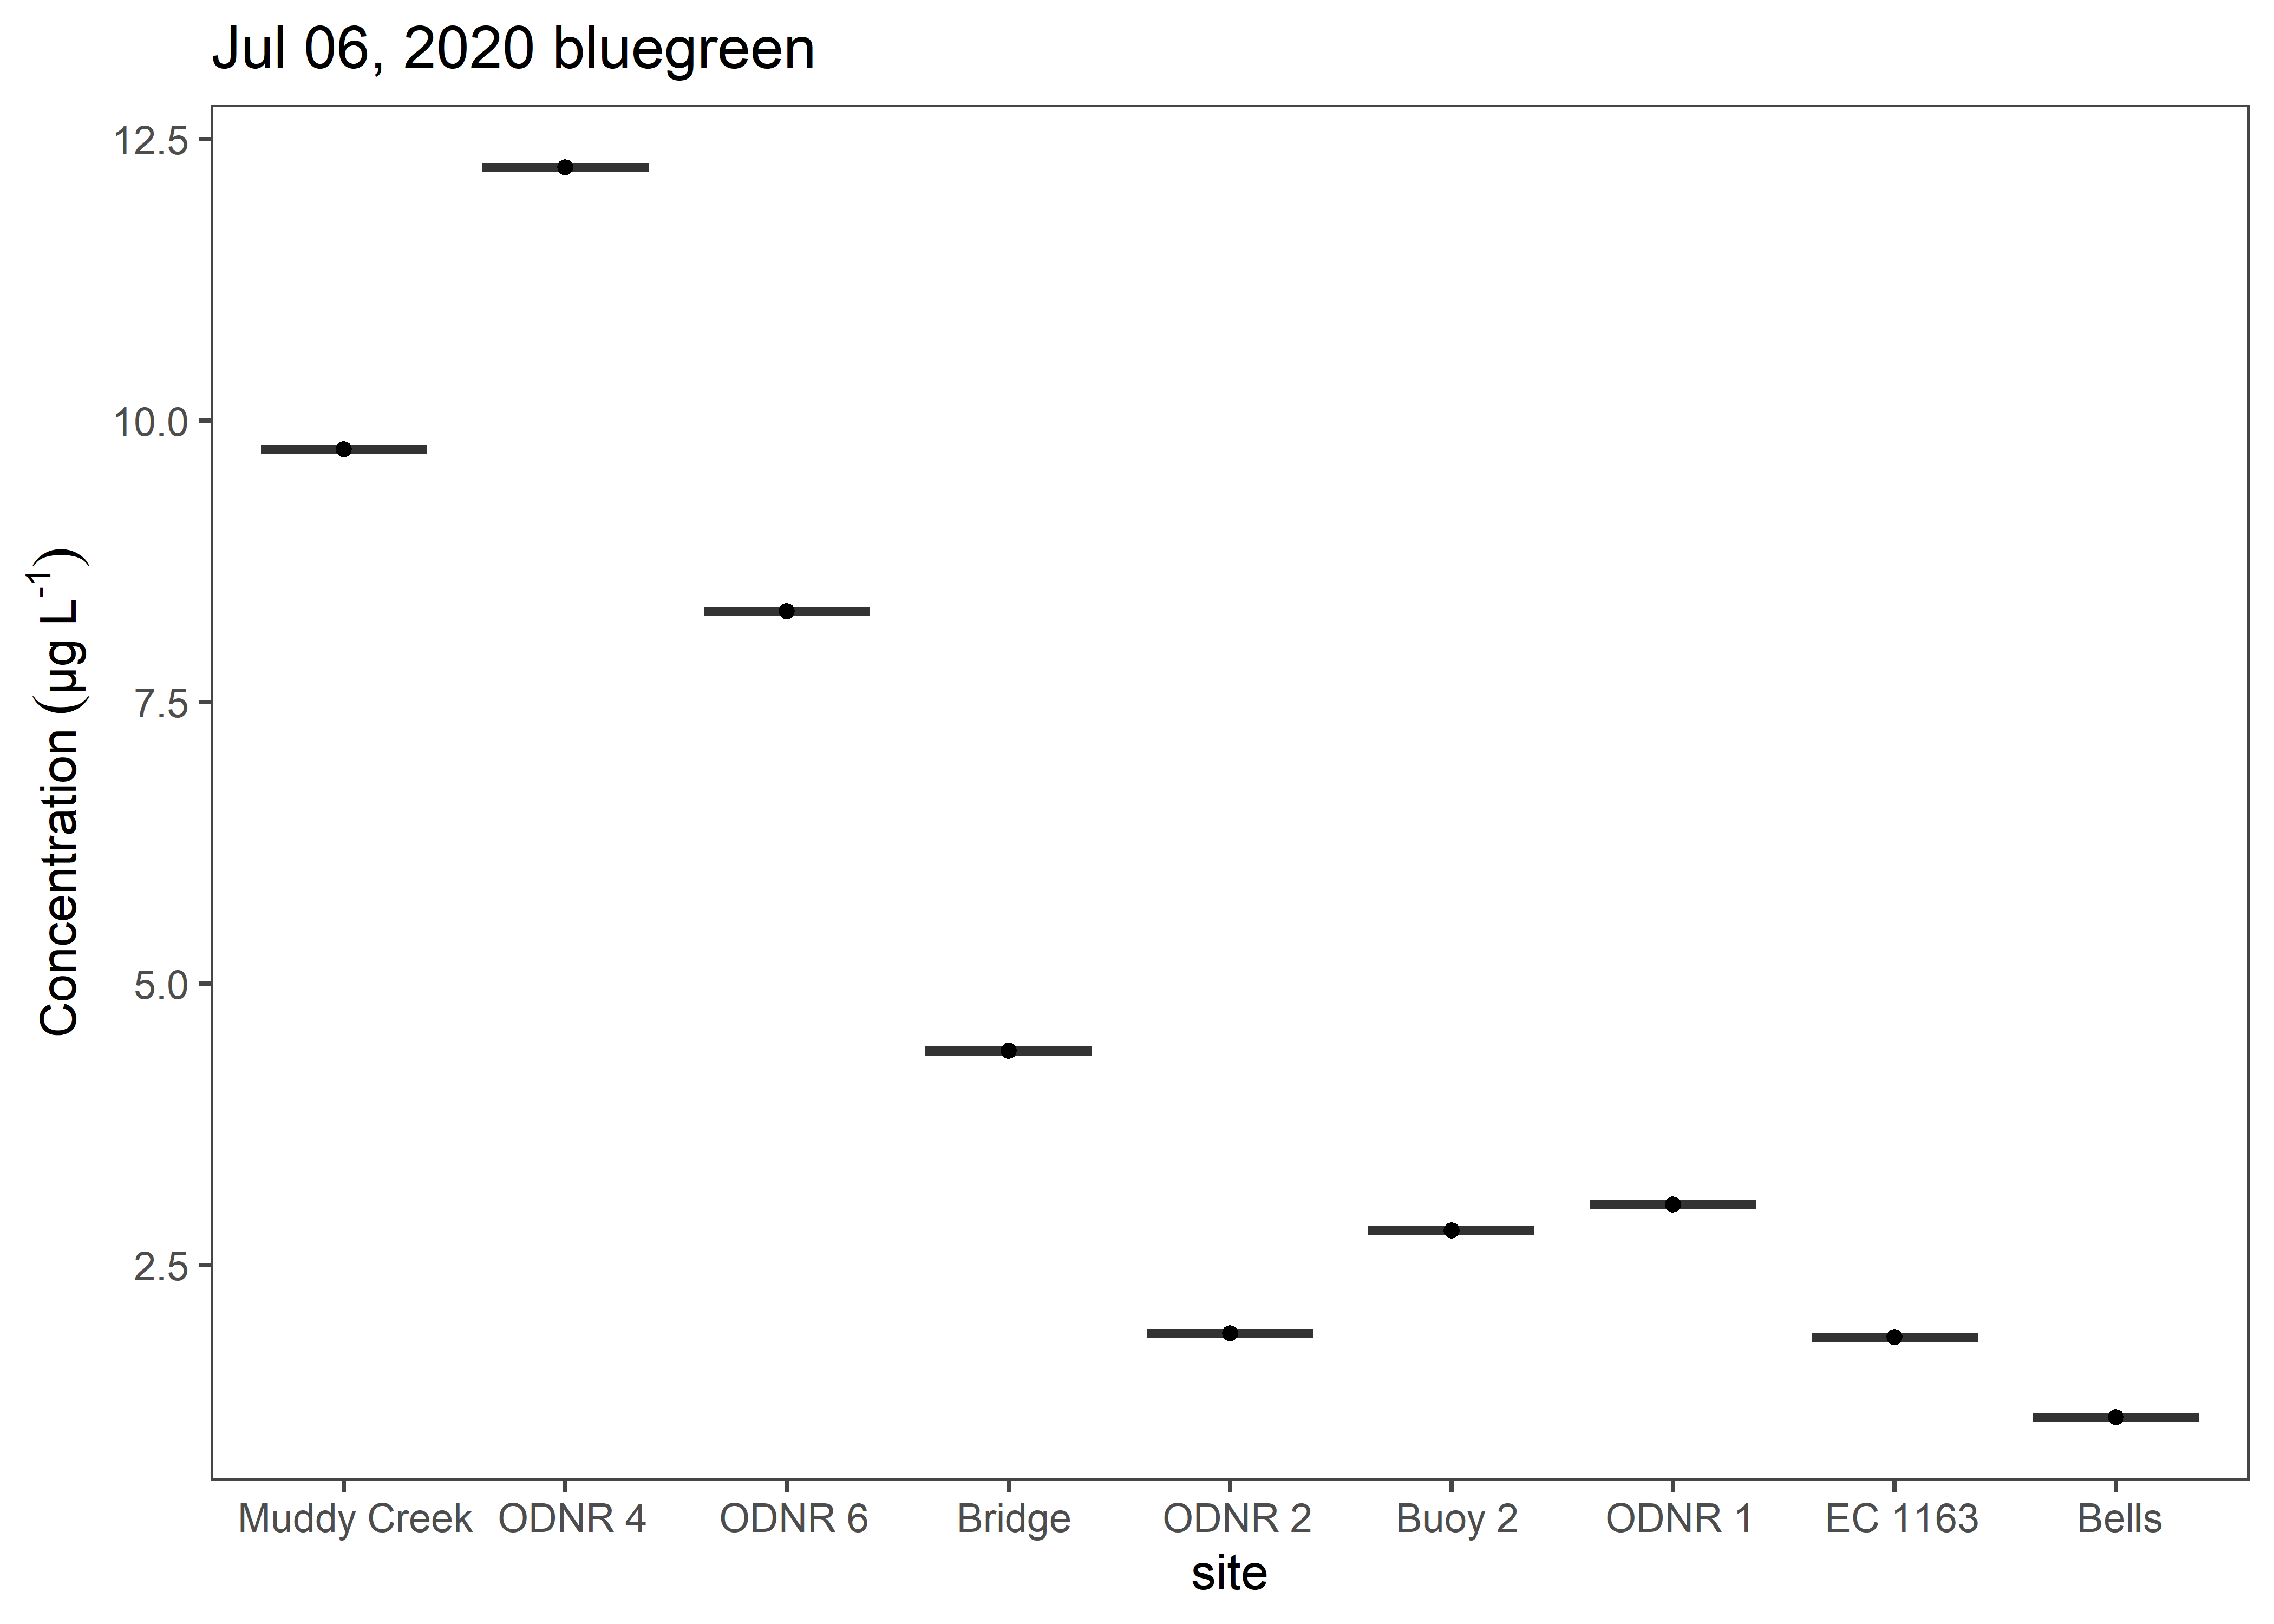 Jul 06, 2020 bluegreen
Concentration (µg L⁻¹)
12.5
10.0
7.5
5.0
2.5
Muddy Creek ODNR 4 ODNR 6 Bridge ODNR 2 Buoy 2 ODNR 1 EC 1163 Bells
site